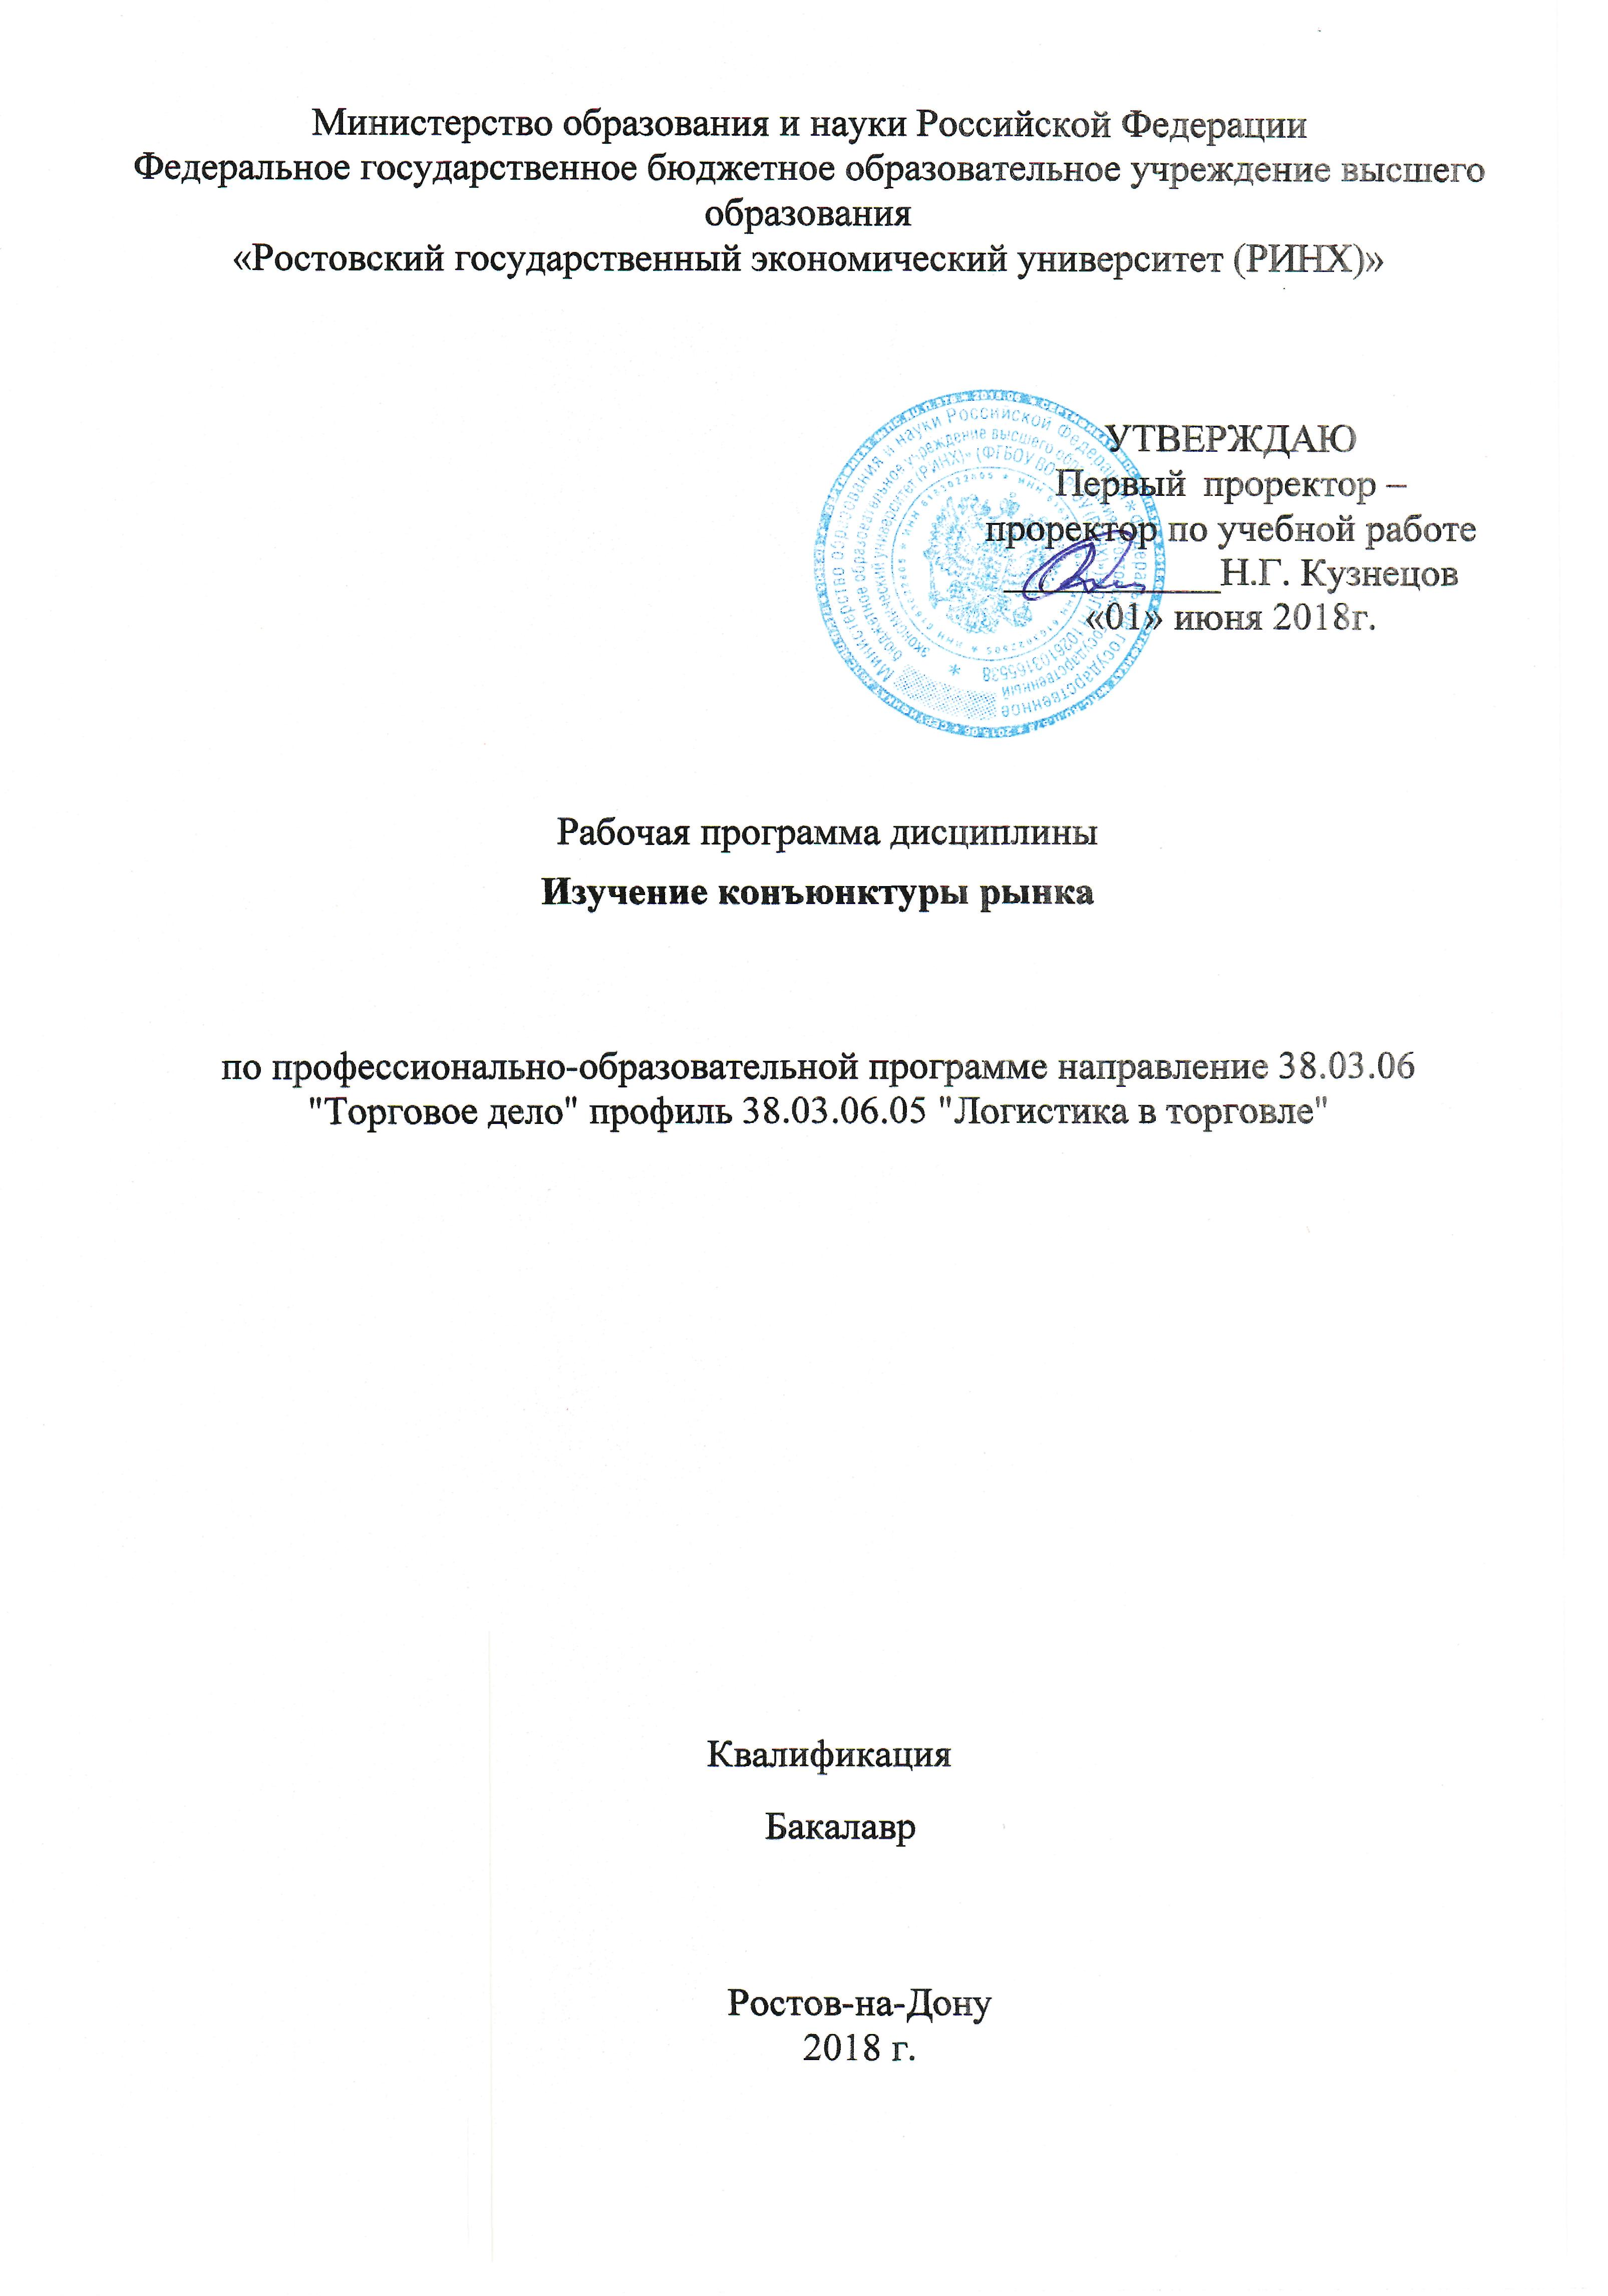 Министерство образования и науки Российской Федерации
Федеральное государственное бюджетное образовательное учреждение высшего
образования
«Ростовский государственный экономический университет (РИНХ)»
УТВЕРЖДАЮ
Первый проректор –
проректор по учебной работе
Н.Г. Кузнецов
«01» июня 2018г.
Рабочая программа дисциплины
Изучение конъюнктуры рынка
по профессионально-образовательной программе направление 38.03.06
"Торговое дело" профиль 38.03.06.05 "Логистика в торговле"
Квалификация
Бакалавр
Ростов-на-Дону
2018 г.